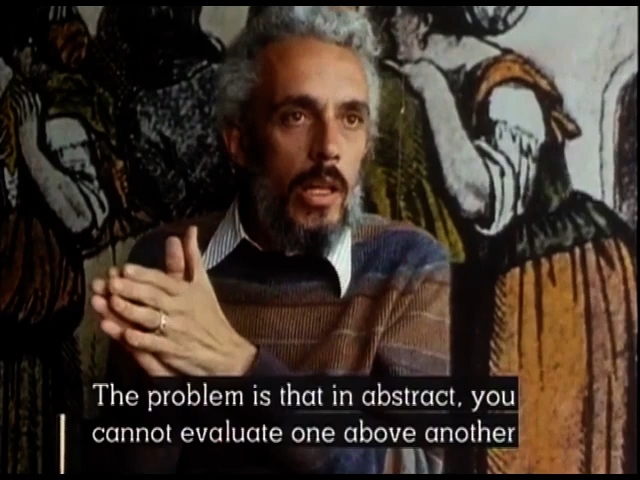 The problem is that in abstract, you
cannot evaluate one above another